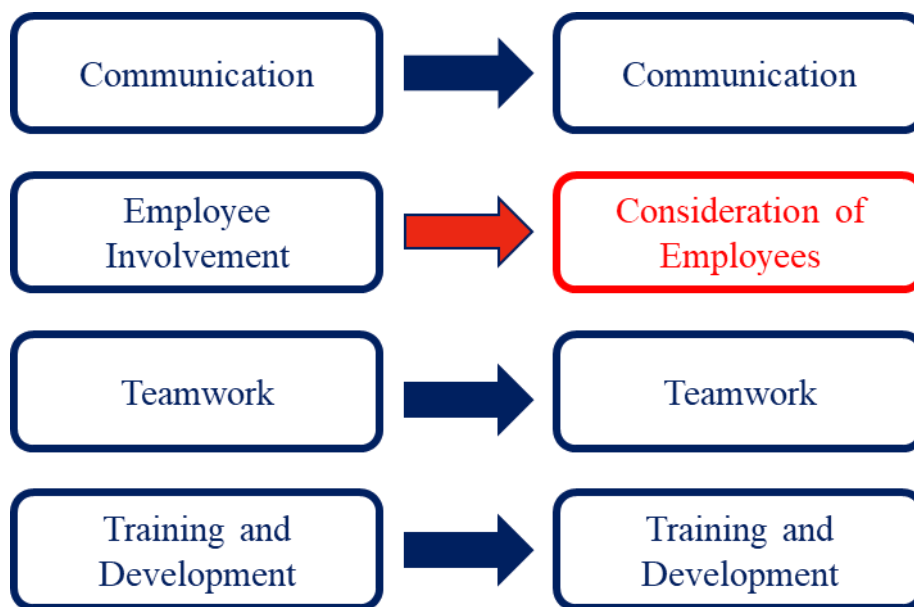 Communication
Communication
Employee
Involvement
Consideration of
Employees
Teamwork
Teamwork
Training and
Development
Training and
Development